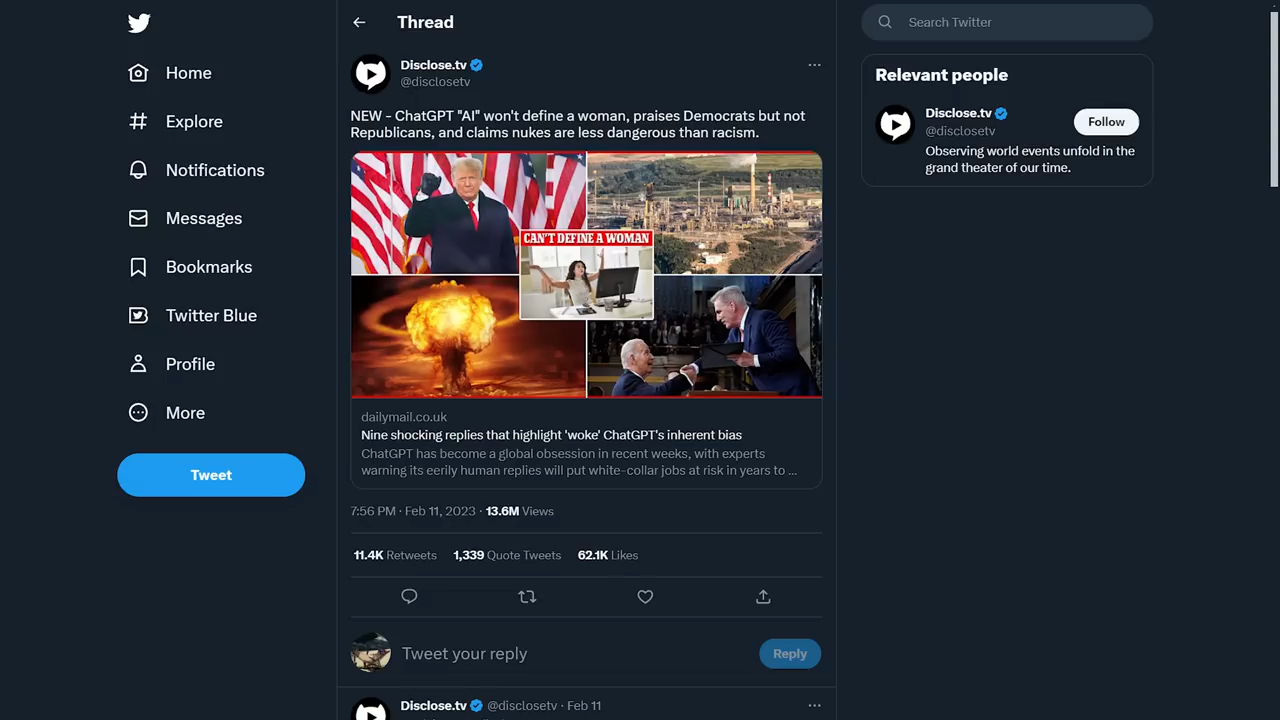 Thread
Search Twitter
Home
Explore
Notifications
Messages
Bookmarks
Twitter Blue
Profile
More
Tweet
Disclose.tv
@disclosetv
NEW - ChatGPT "AI" won't define a woman, praises Democrats but not
Republicans, and claims nukes are less dangerous than racism.
CAN'T DEFINE A WOMAN
dailymail.co.uk
Nine shocking replies that highlight 'woke' ChatGPT's inherent bias
ChatGPT has become a global obsession in recent weeks, with experts
warning its eerily human replies will put white-collar jobs at risk in years to ...
7:56 PM · Feb 11, 2023 · 13.6M Views
11.4K Retweets 1,339 Quote Tweets 62.1K Likes
Tweet your reply
Reply
Disclose.tv @disclosetv · Feb 11
Relevant people
Disclose.tv
@disclosetv
Follow
Observing world events unfold in the
grand theater of our time.